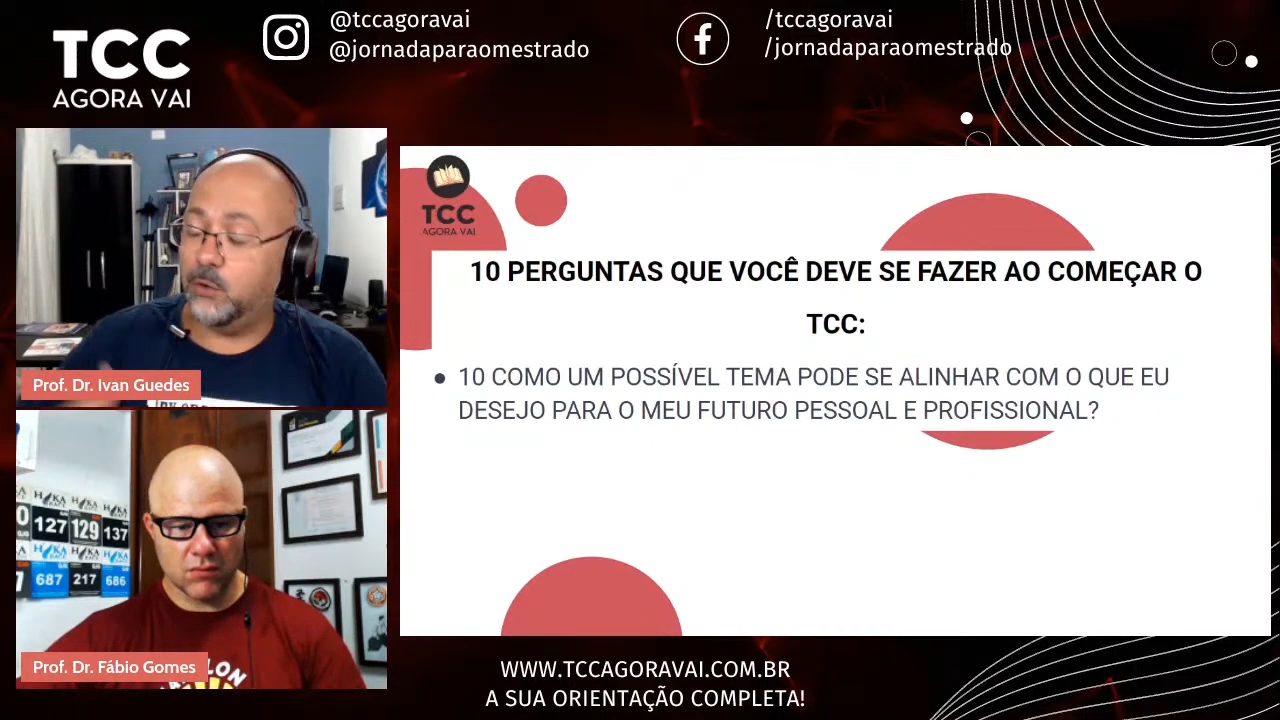 TCC
AGORA VAI
@tccagoravai
@jornadaparaomestrado
/tccagoravai
/jornadaparaomestrado
Prof. Dr. Ivan Guedes
TCC
AGORA VAI
10 PERGUNTAS QUE VOCÊ DEVE SE FAZER AO COMEÇAR O
TCC:
● 10 COMO UM POSSÍVEL TEMA PODE SE ALINHAR COM O QUE EU
DESEJO PARA O MEU FUTURO PESSOAL E PROFISSIONAL?
127
129
137
687
217
686
Prof. Dr. Fábio Gomes
WWW.TCCAGORAVAI.COM.BR
A SUA ORIENTAÇÃO COMPLETA!